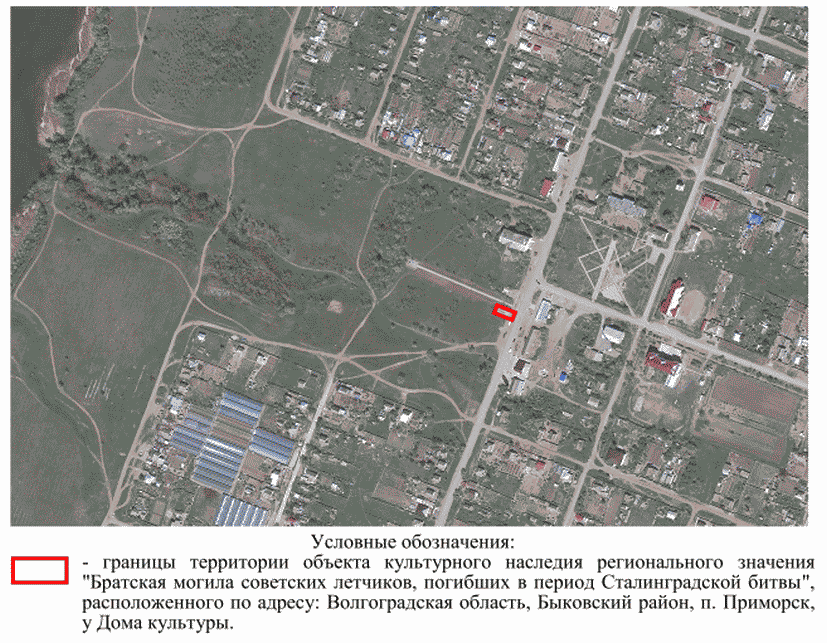 Условные обозначения:
- границы территории объекта культурного наследия регионального значения
"Братская могила советских летчиков, погибших в период Сталинградской битвы",
расположенного по адресу: Волгоградская область, Быковский район, п. Приморск,
у Дома культуры.